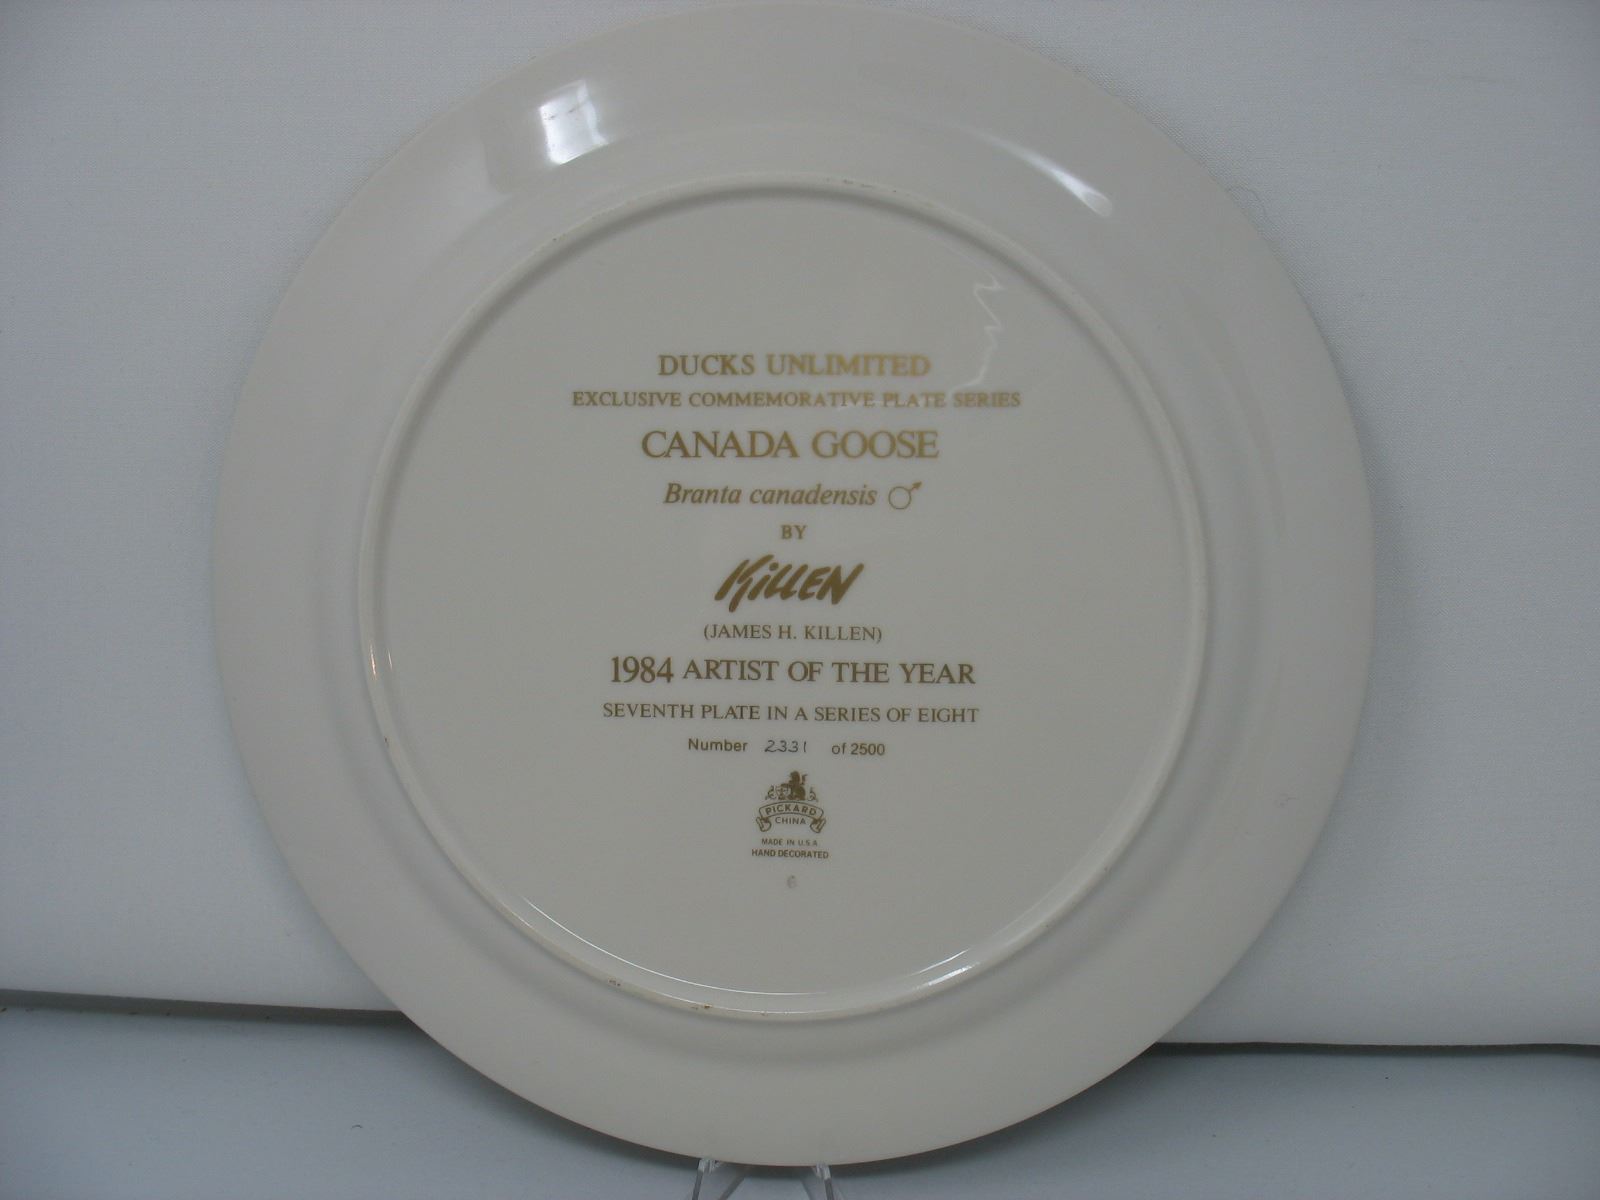 DUCKS UNLIMITED
EXCLUSIVE COMMEMORATIVE PLATE SERIES
CANADA GOOSE
Branta canadensis ♂
BY
KiLLEN
(JAMES H. KILLEN)
1984 ARTIST OF THE YEAR
SEVENTH PLATE IN A SERIES OF EIGHT
Number 2331 of 2500
PICKARD
CHINA
MADE IN U.S.A.
HAND DECORATED
6